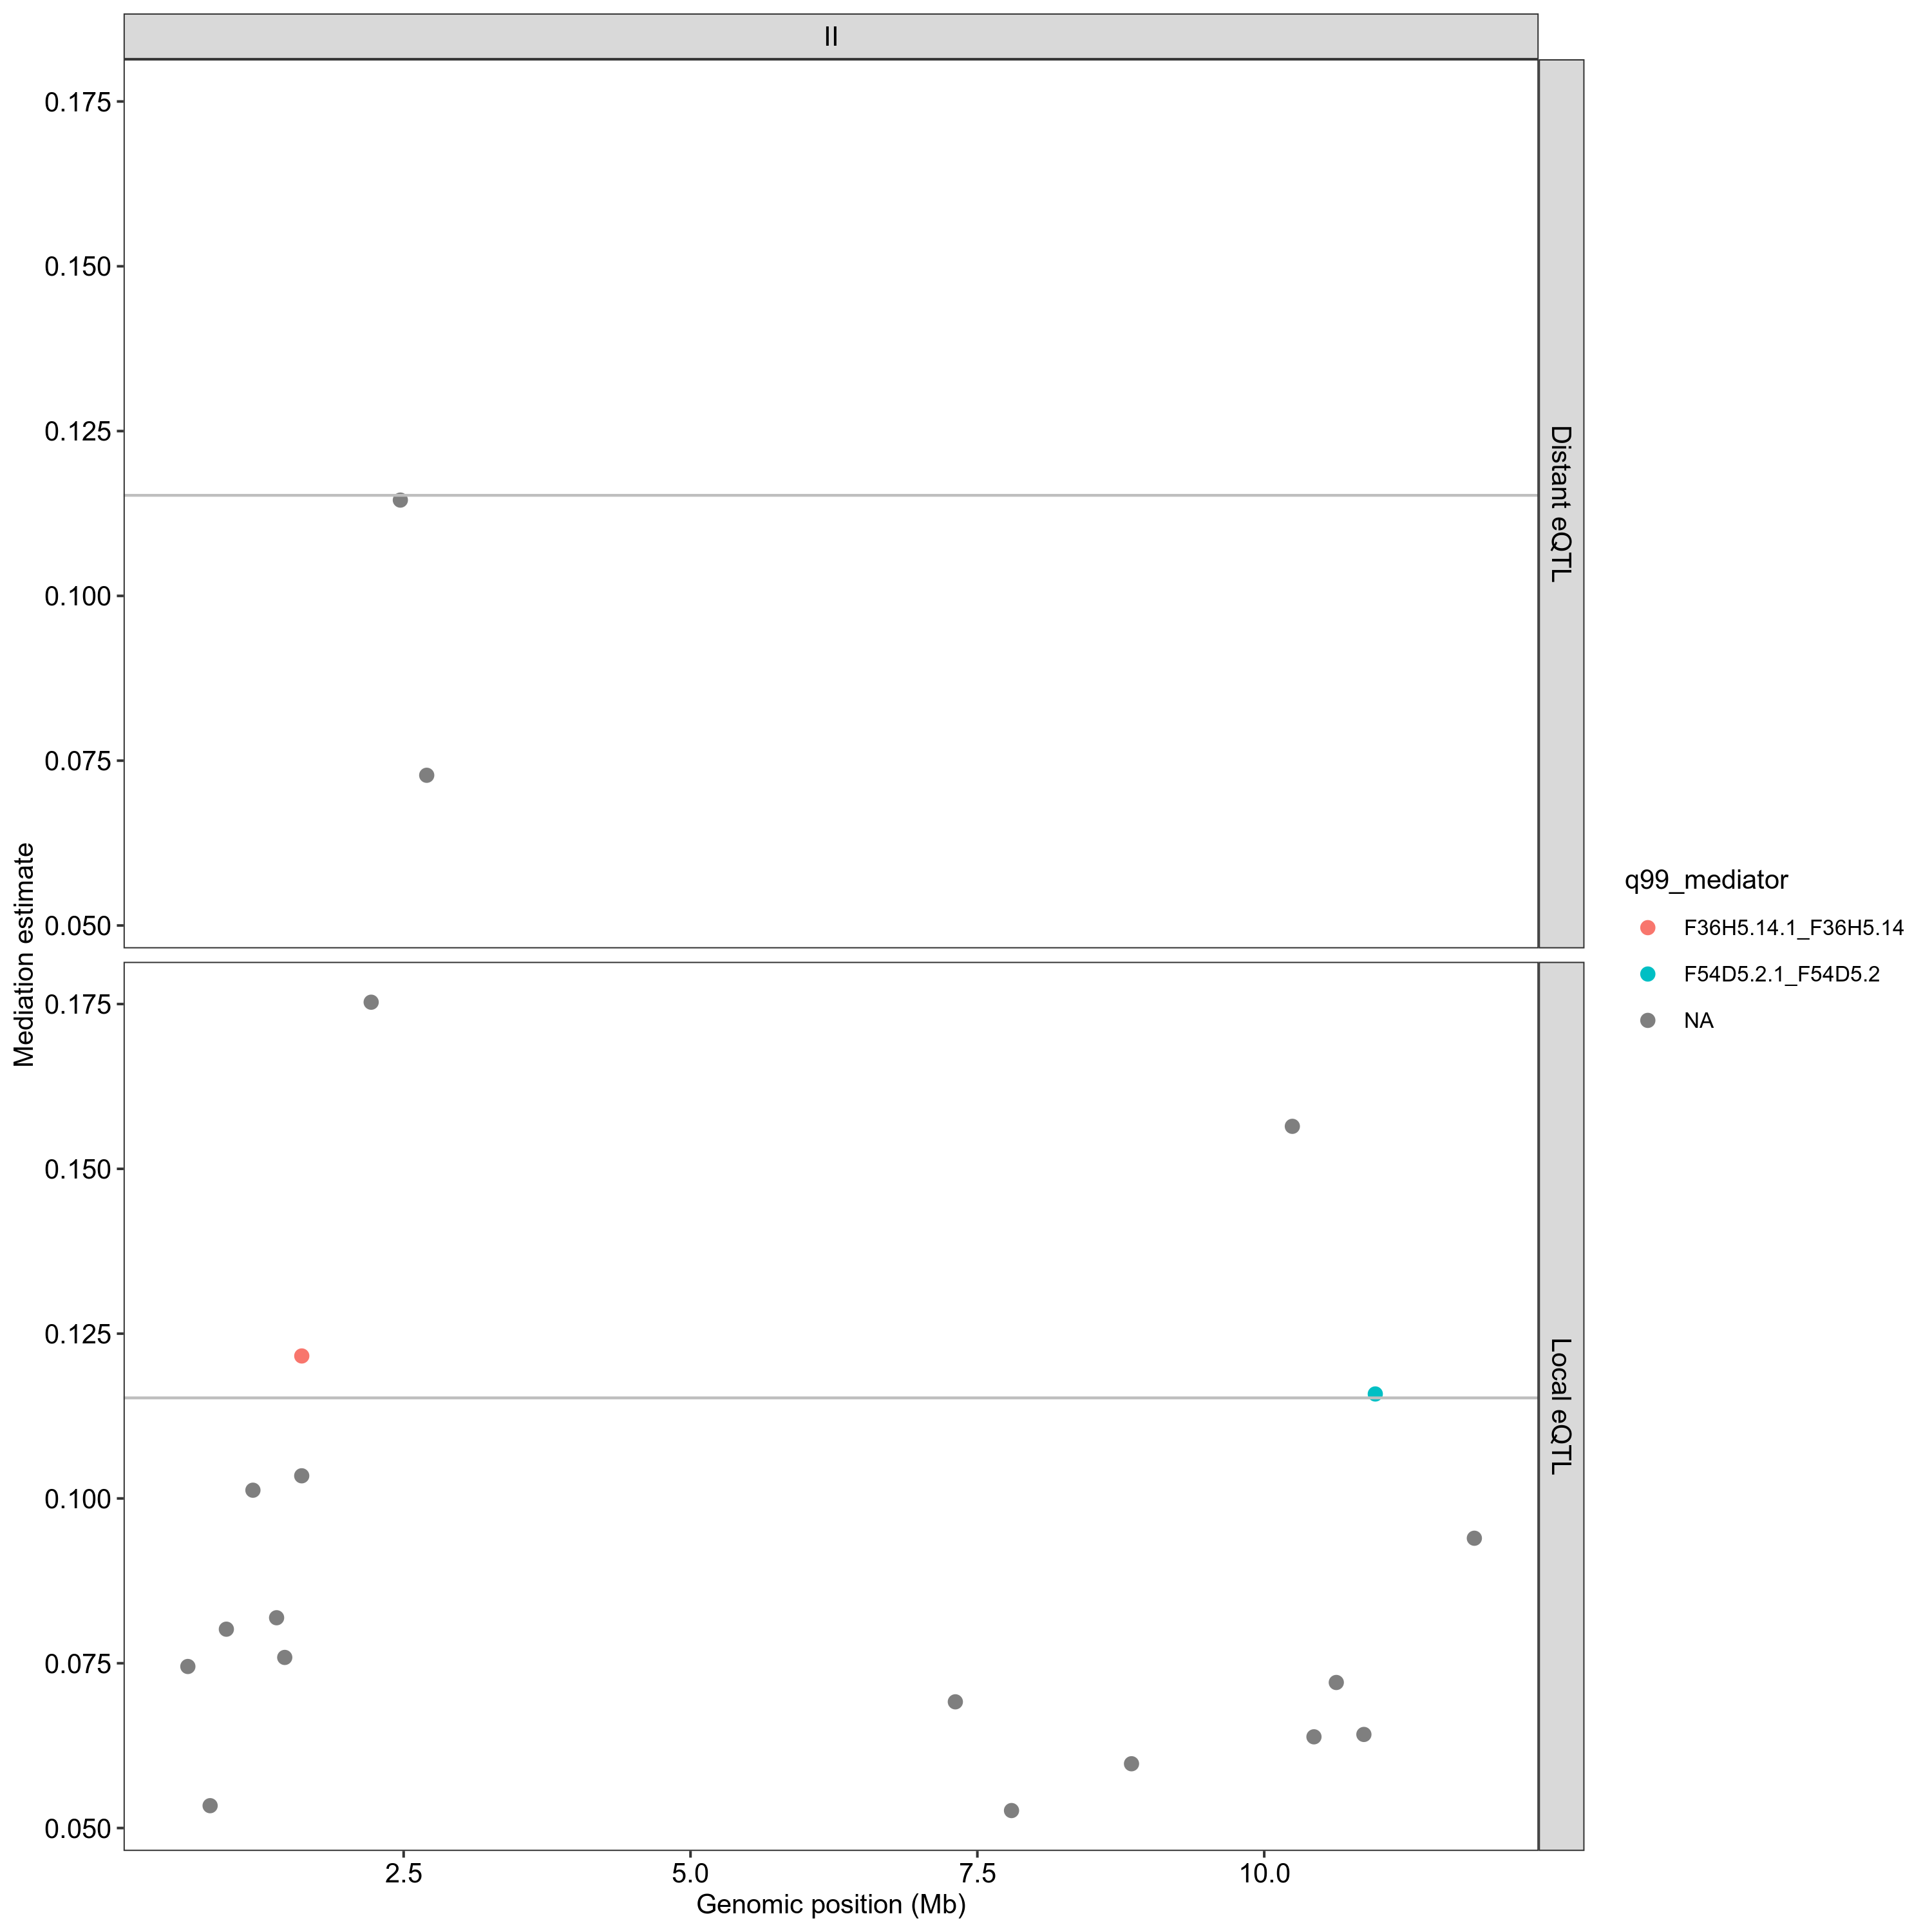 II
0.175
0.150
0.125
0.100
0.075
0.050
Distant eQTL
Mediation estimate
0.175
0.150
0.125
0.100
0.075
0.050
Local eQTL
2.5 5.0 7.5 10.0
Genomic position (Mb)
q99_mediator
F36H5.14.1_F36H5.14
F54D5.2.1_F54D5.2
NA